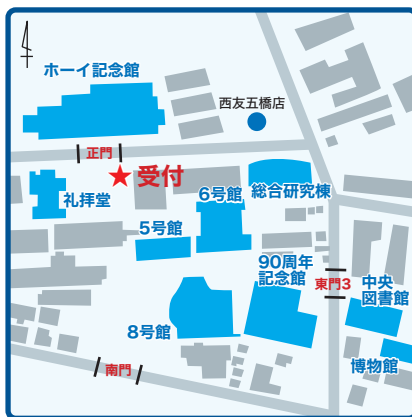 ホーイ記念館
西友五橋店
正門
受付
礼拝堂
6号館
総合研究棟
5号館
90周年
記念館
東門3
中央
図書館
8号館
博物館
南門